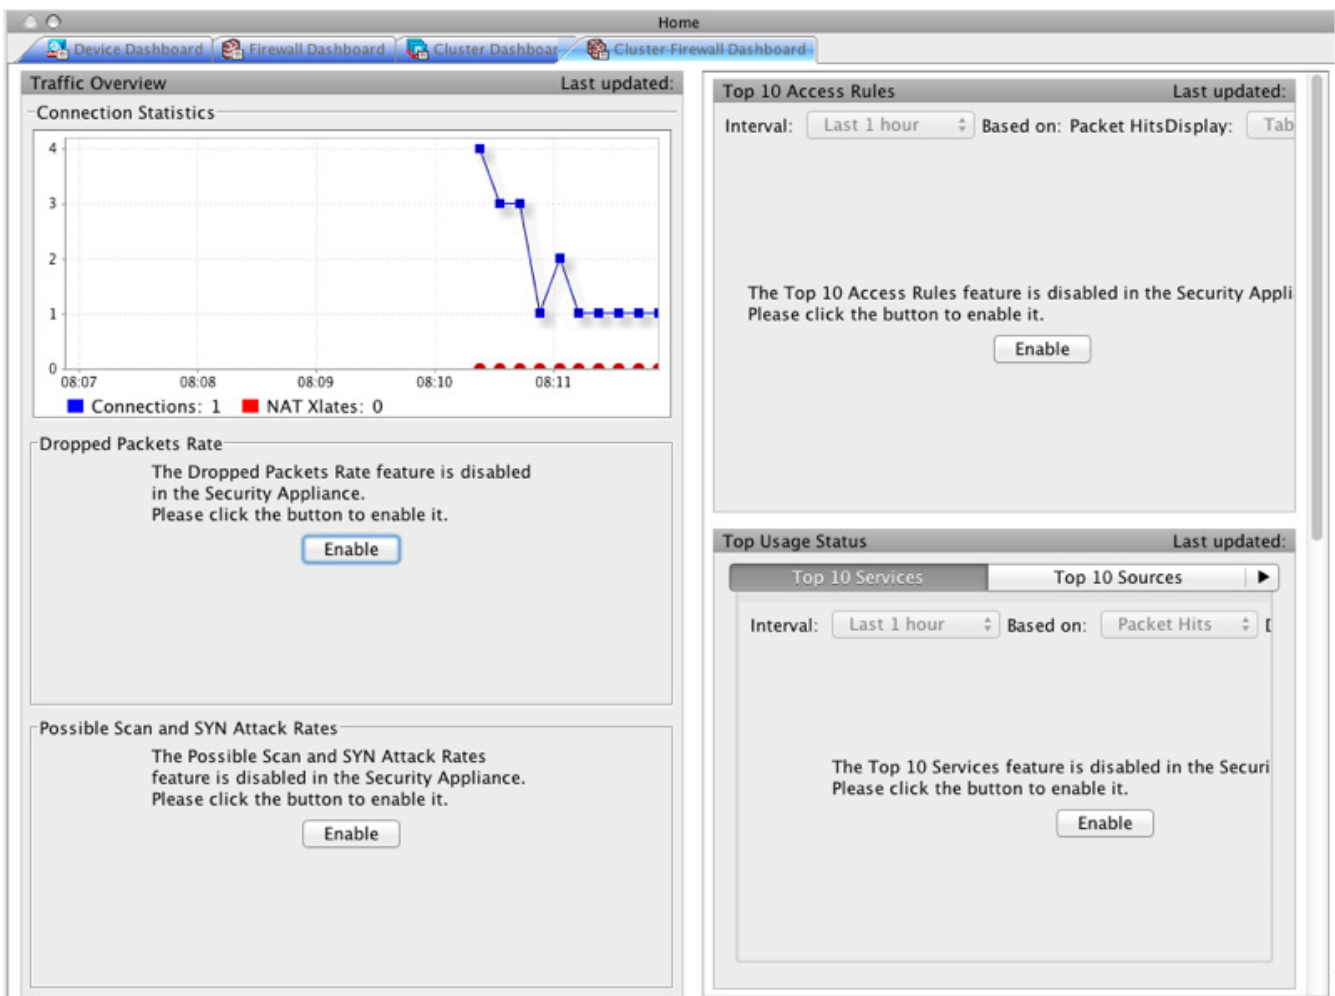 Home
Device Dashboard
Firewall Dashboard
Cluster Dashboar
Cluster Firewall Dashboard
Traffic Overview
Last updated:
Connection Statistics
4
3
2
1
0
08:07
08:08
08:09
08:10
08:11
Connections: 1
NAT Xlates: 0
Dropped Packets Rate
The Dropped Packets Rate feature is disabled
in the Security Appliance.
Please click the button to enable it.
Enable
Possible Scan and SYN Attack Rates
The Possible Scan and SYN Attack Rates
feature is disabled in the Security Appliance.
Please click the button to enable it.
Enable
Top 10 Access Rules
Last updated:
Interval:
Last 1 hour
Based on: Packet HitsDisplay:
Tab
The Top 10 Access Rules feature is disabled in the Security Appli
Please click the button to enable it.
Enable
Top Usage Status
Last updated:
Top 10 Services
Top 10 Sources
Interval:
Last 1 hour
Based on:
Packet Hits
The Top 10 Services feature is disabled in the Securi
Please click the button to enable it.
Enable